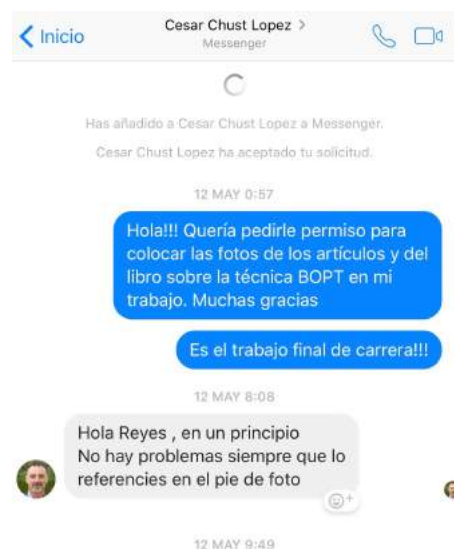 Inicio
Cesar Chust Lopez >
Messenger
Has añadido a Cesar Chust Lopez a Messenger.
Cesar Chust Lopez ha aceptado tu solicitud.
12 MAY 0:57
Hola!!! Quería pedirle permiso para
colocar las fotos de los artículos y del
libro sobre la técnica BOPT en mi
trabajo. Muchas gracias
Es el trabajo final de carrera!!!
12 MAY 8:08
Hola Reyes , en un principio
No hay problemas siempre que lo
referencies en el pie de foto
12 MAY 9:49